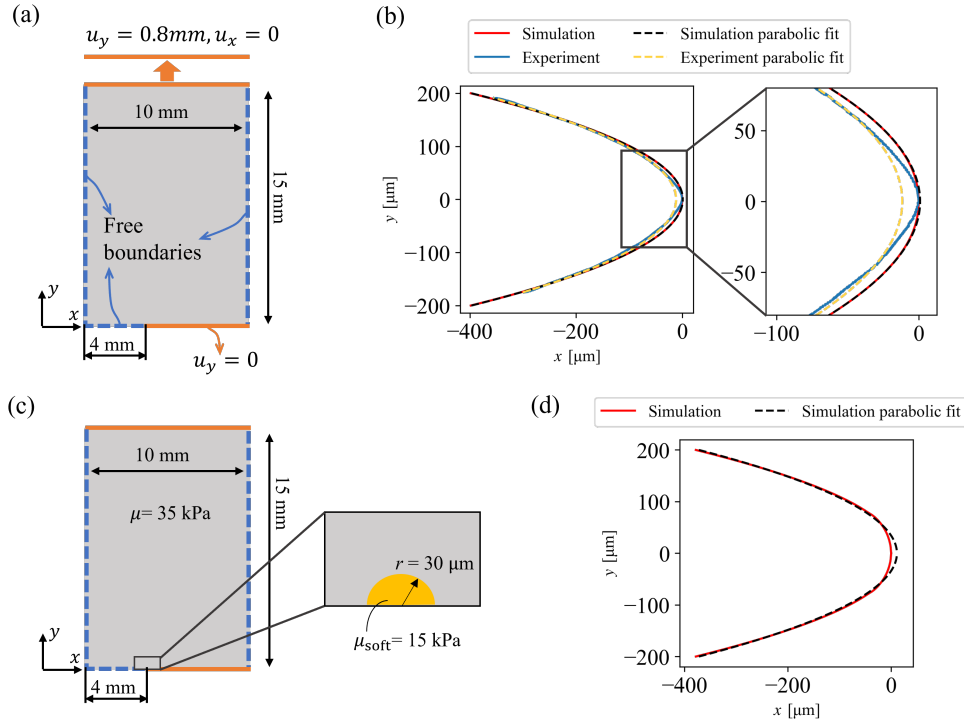 (a)
u_y = 0.8mm, u_x = 0
10 mm
15 mm
Free
boundaries
y
x
4 mm
u_y = 0
(b)
Simulation
Experiment
Simulation parabolic fit
Experiment parabolic fit
200
100
0
−100
−200
y [μm]
−400
−200
0
x [μm]
50
0
−50
−100
0
x [μm]
(c)
10 mm
15 mm
μ= 35 kPa
r = 30 μm
μ_soft= 15 kPa
y
x
4 mm
(d)
Simulation
Simulation parabolic fit
200
100
0
−100
−200
y [μm]
−400
−200
0
x [μm]